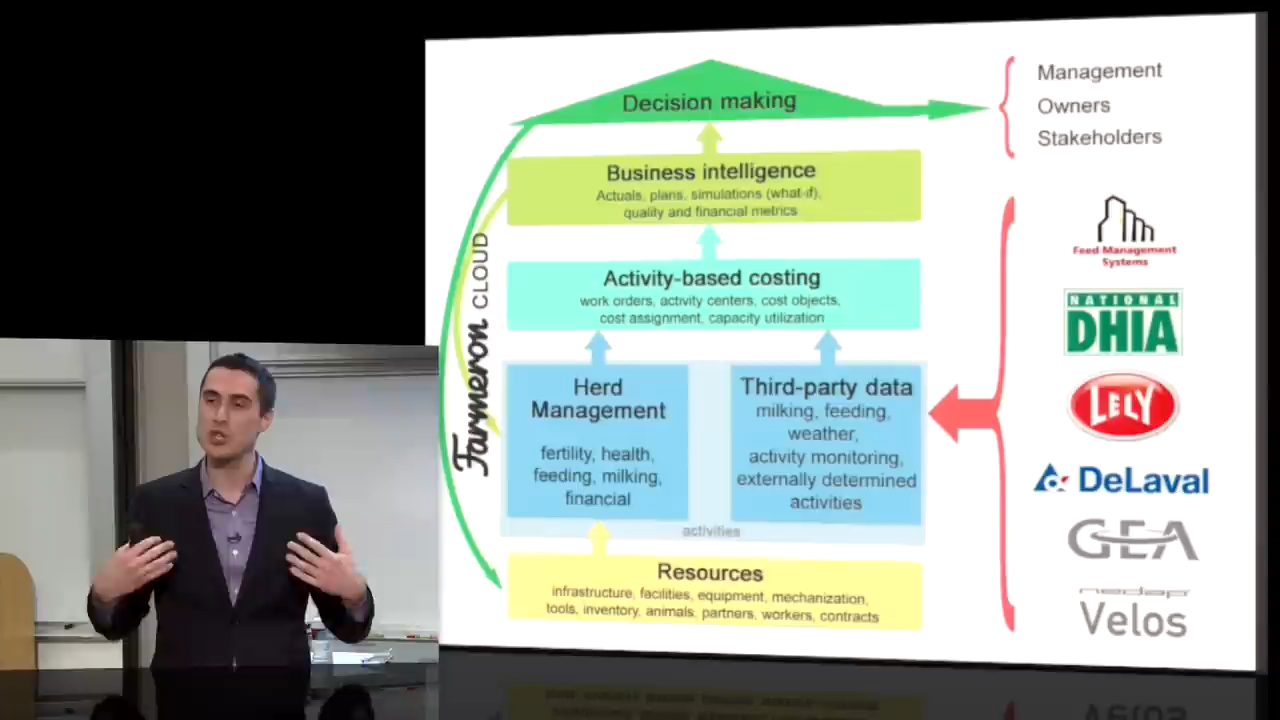 Decision making
Management
Owners
Stakeholders
Business intelligence
Actuals, plans, simulations (what-if),
quality and financial metrics
Activity-based costing
work orders, activity centers, cost objects,
cost assignment, capacity utilization
Farmeron CLOUD
Herd
Management
fertility, health,
feeding, milking,
financial
Third-party data
milking, feeding,
weather,
activity monitoring,
externally determined
activities
activities
Resources
infrastructure, facilities, equipment, mechanization,
tools, inventory, animals, partners, workers, contracts
Feed Management
Systems
NATIONAL
DHIA
LELY
DeLaval
GEA
nedap
Velos